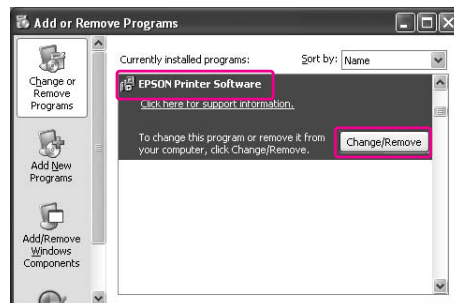 Add or Remove Programs
Change or
Remove
Programs
Add New
Programs
Add/Remove
Windows
Components
Currently installed programs:
Sort by: Name
EPSON Printer Software
Click here for support information.
To change this program or remove it from
your computer, click Change/Remove.
Change/Remove